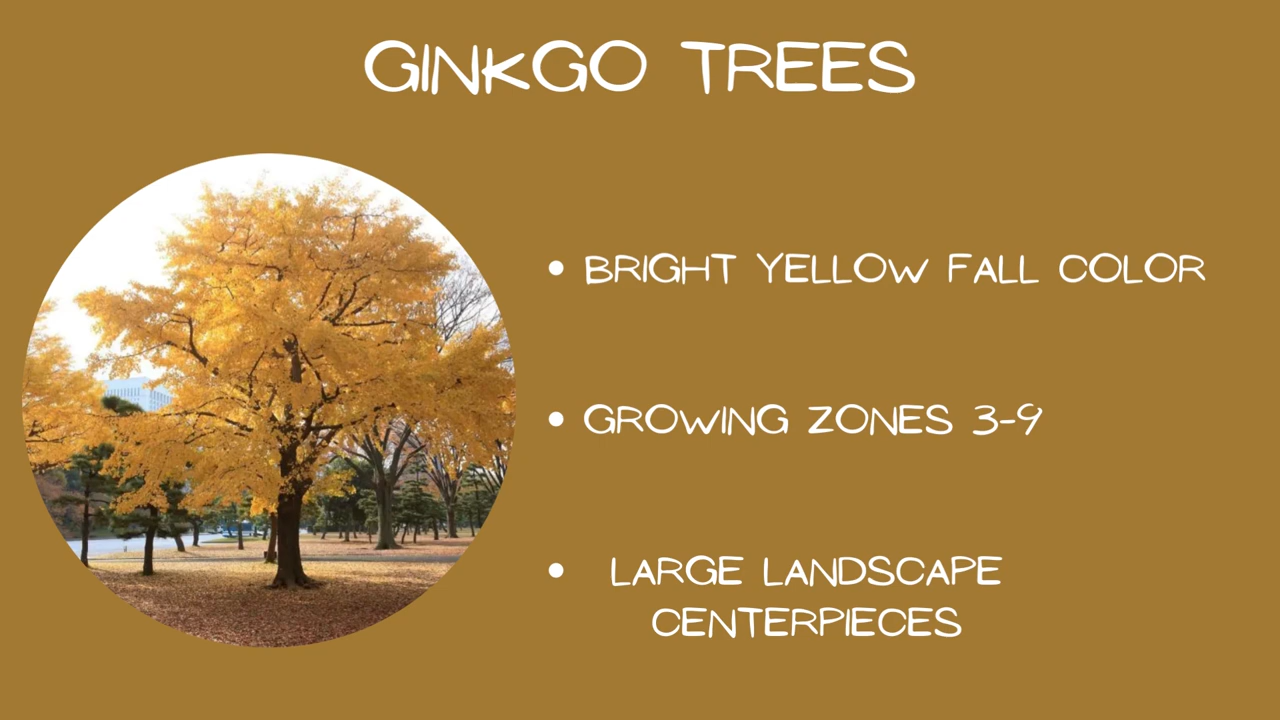 GINKGO TREES
• BRIGHT YELLOW FALL COLOR
• GROWING ZONES 3-9
• LARGE LANDSCAPE
CENTERPIECES